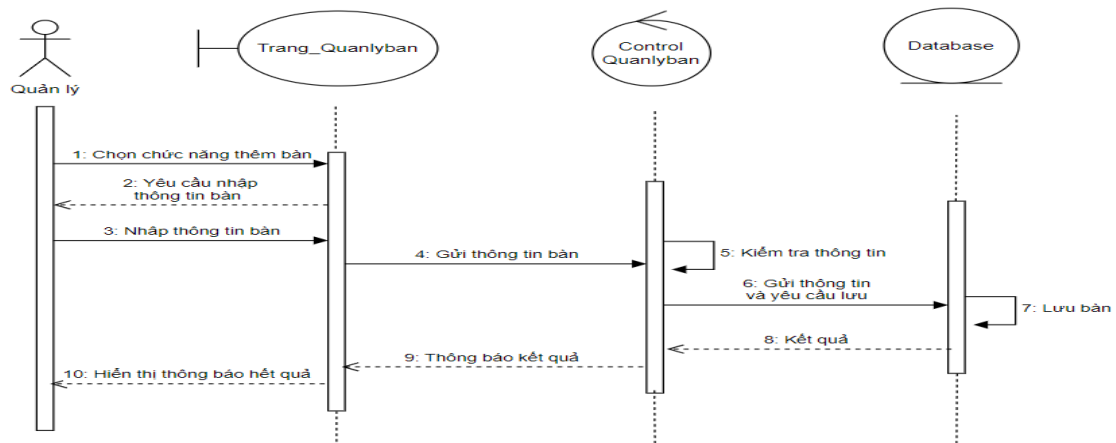 Trang_Quanlyban
Control
Quanlyban
Database
Quản lý
1: Chọn chức năng thêm bàn
2: Yêu cầu nhập
thông tin bàn
3: Nhâp thông tin bàn
4: Gửi thông tin bàn
5: Kiểm tra thông tin
6: Gửi thông tin
và yêu cầu lưu
7: Lưu bàn
8: Kết quả
9: Thông báo kết quả
10: Hiển thị thông báo hết quả